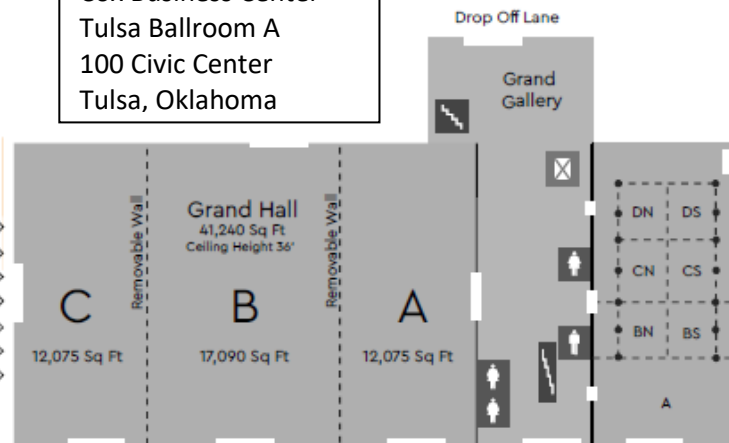 Tulsa Ballroom A
100 Civic Center
Tulsa, Oklahoma
Drop Off Lane
Grand
Gallery
Removable Wall
Grand Hall
41,240 Sq Ft
Ceiling Height 36'
Removable Wall
C
B
A
12,075 Sq Ft
17,090 Sq Ft
12,075 Sq Ft
DN
DS
CN
CS
BN
BS
A